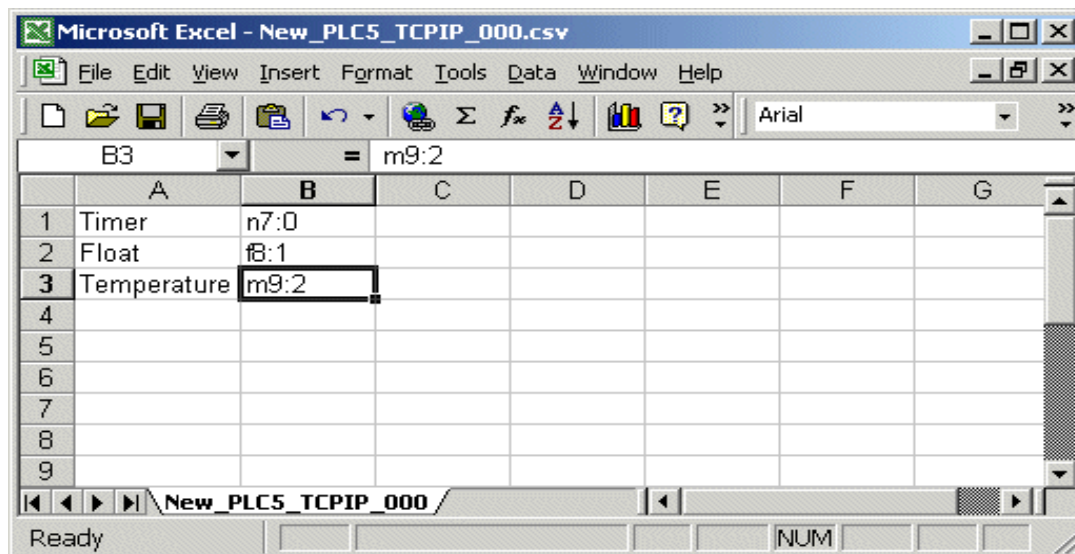 Microsoft Excel - New_PLC5_TCPIP_000.csv
File Edit View Insert Format Tools Data Window Help
Arial
B3 = m9:2
A B C D E F G
1 Timer n7:0
2 Float f8:1
3 Temperature m9:2
4
5
6
7
8
9
New_PLC5_TCPIP_000
Ready NUM